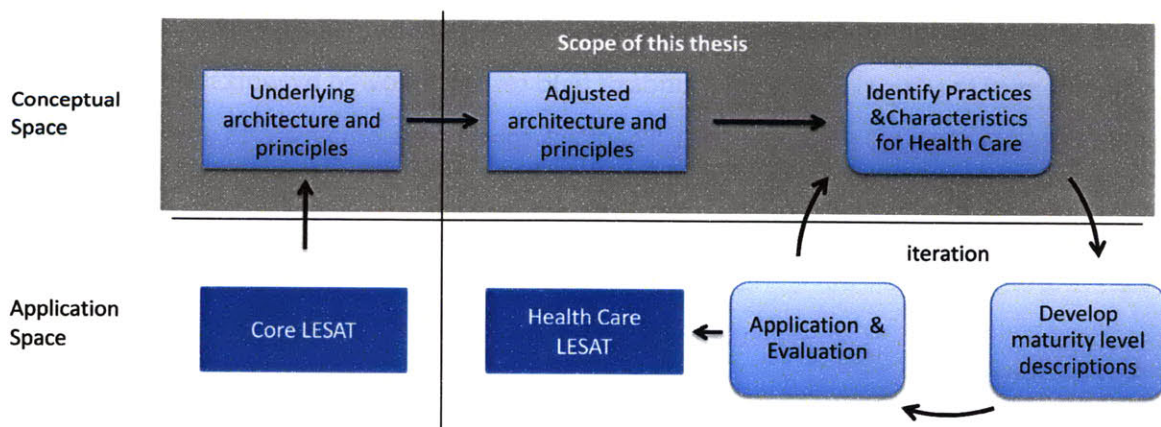 Scope of this thesis
Conceptual
Space
Underlying
architecture and
principles
Adjusted
architecture and
principles
Identify Practices
&Characteristics
for Health Care
iteration
Application
Space
Core LESAT
Health Care
LESAT
Application &
Evaluation
Develop
maturity level
descriptions